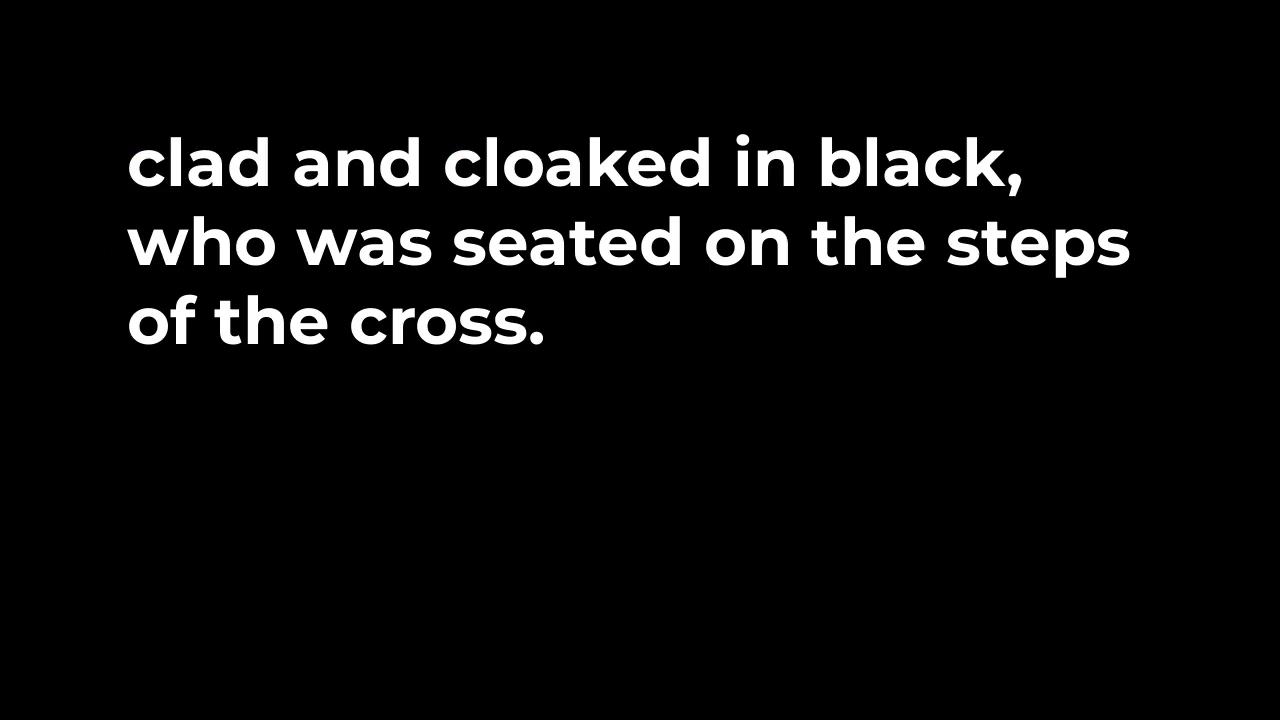 clad and cloaked in black,
who was seated on the steps
of the cross.